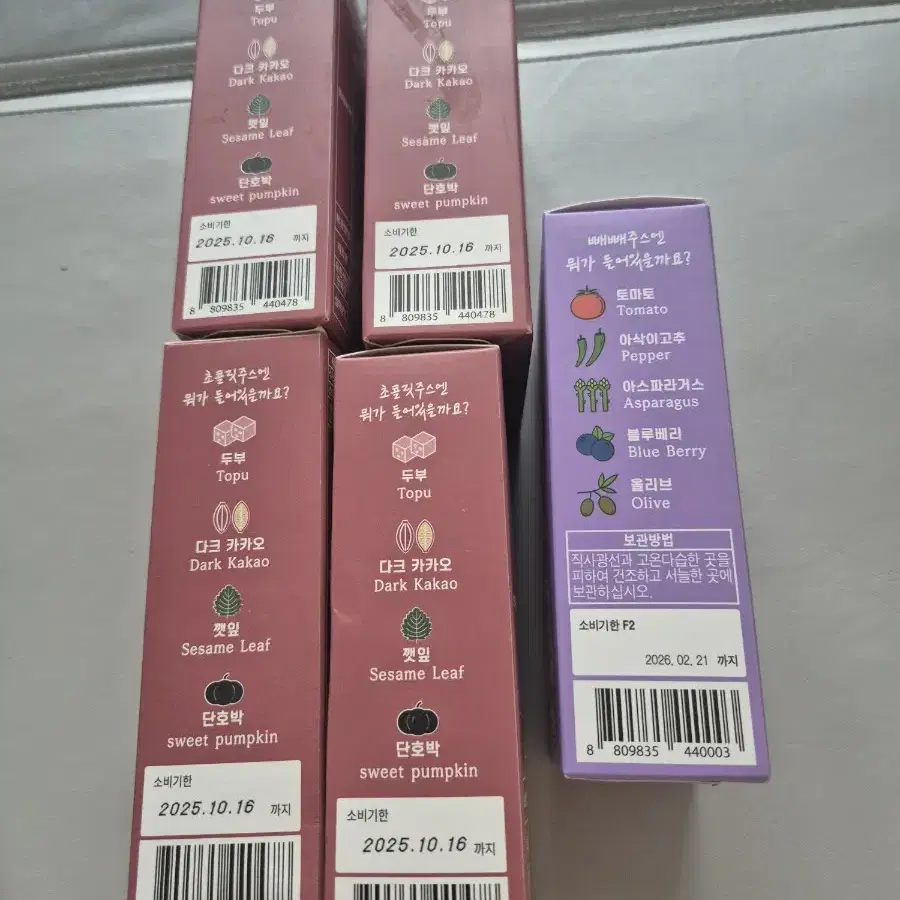 두부
Topu
다크 카카오
Dark Kakao
깻잎
Sesame Leaf
단호박
sweet pumpkin
소비기한
2025.10.16 까지
8 809835 440478
두부
Topu
다크 카카오
Dark Kakao
깻잎
Sesame Leaf
단호박
sweet pumpkin
소비기한
2025.10.16 까지
8 809835 440478
초플릿주스엔
뭐가 들어있을까요?
두부
Topu
다크 카카오
Dark Kakao
깻잎
Sesame Leaf
단호박
sweet pumpkin
소비기한
2025.10.16 까지
초플릿주스엔
뭐가 들어있을까요?
두부
Topu
다크 카카오
Dark Kakao
깻잎
Sesame Leaf
단호박
sweet pumpkin
소비기한
2025.10.16 까지
빼빼주스엔
뭐가 들어있을까요?
토마토
Tomato
아삭이고추
Pepper
아스파라거스
Asparagus
블루베리
Blue Berry
올리브
Olive
보관방법
직사광선과 고온다습한 곳을
피하여 건조하고 서늘한 곳에
보관하십시오.
소비기한 F2
2026. 02. 21 까지
8 809835 440003